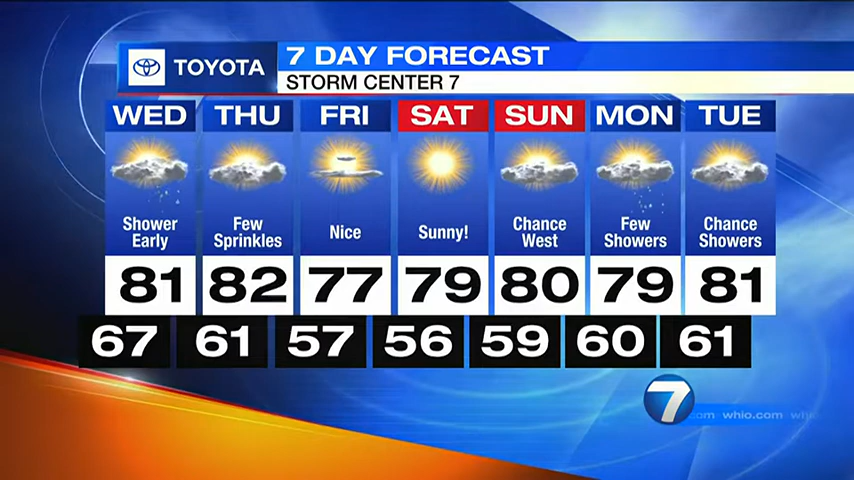 TOYOTA
7 DAY FORECAST
STORM CENTER 7
WED THU FRI SAT SUN MON TUE
Shower Early
Few Sprinkles
Nice
Sunny!
Chance West
Few Showers
Chance Showers
81 82 77 79 80 79 81
67 61 57 56 59 60 61
7
.com whio.com whio